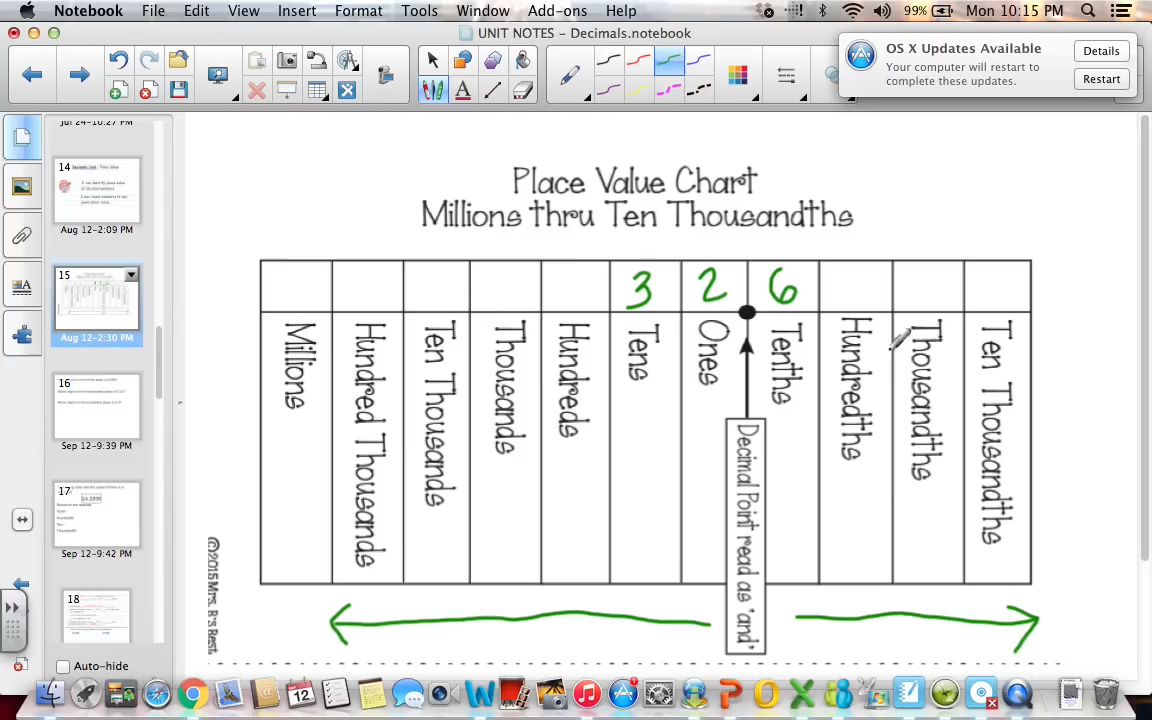 Notebook File Edit View Insert Format Tools Window Add-ons Help 99% Mon 10:15 PM
UNIT NOTES - Decimals.notebook
OS X Updates Available
Your computer will restart to
complete these updates.
Details
Restart
14
Aug 12-2:09 PM
15
Aug 12-2:30 PM
16
Sep 12-9:39 PM
17
Sep 12-9:42 PM
18
Auto-hide
Place Value Chart
Millions thru Ten Thousandths
3 2 6
Millions
Hundred Thousands
Ten Thousands
Thousands
Hundreds
Tens
Ones
Tenths
Hundredths
Thousandths
Ten Thousandths
Decimal Point read as "and"
©2015 Mrs. B's Best
12